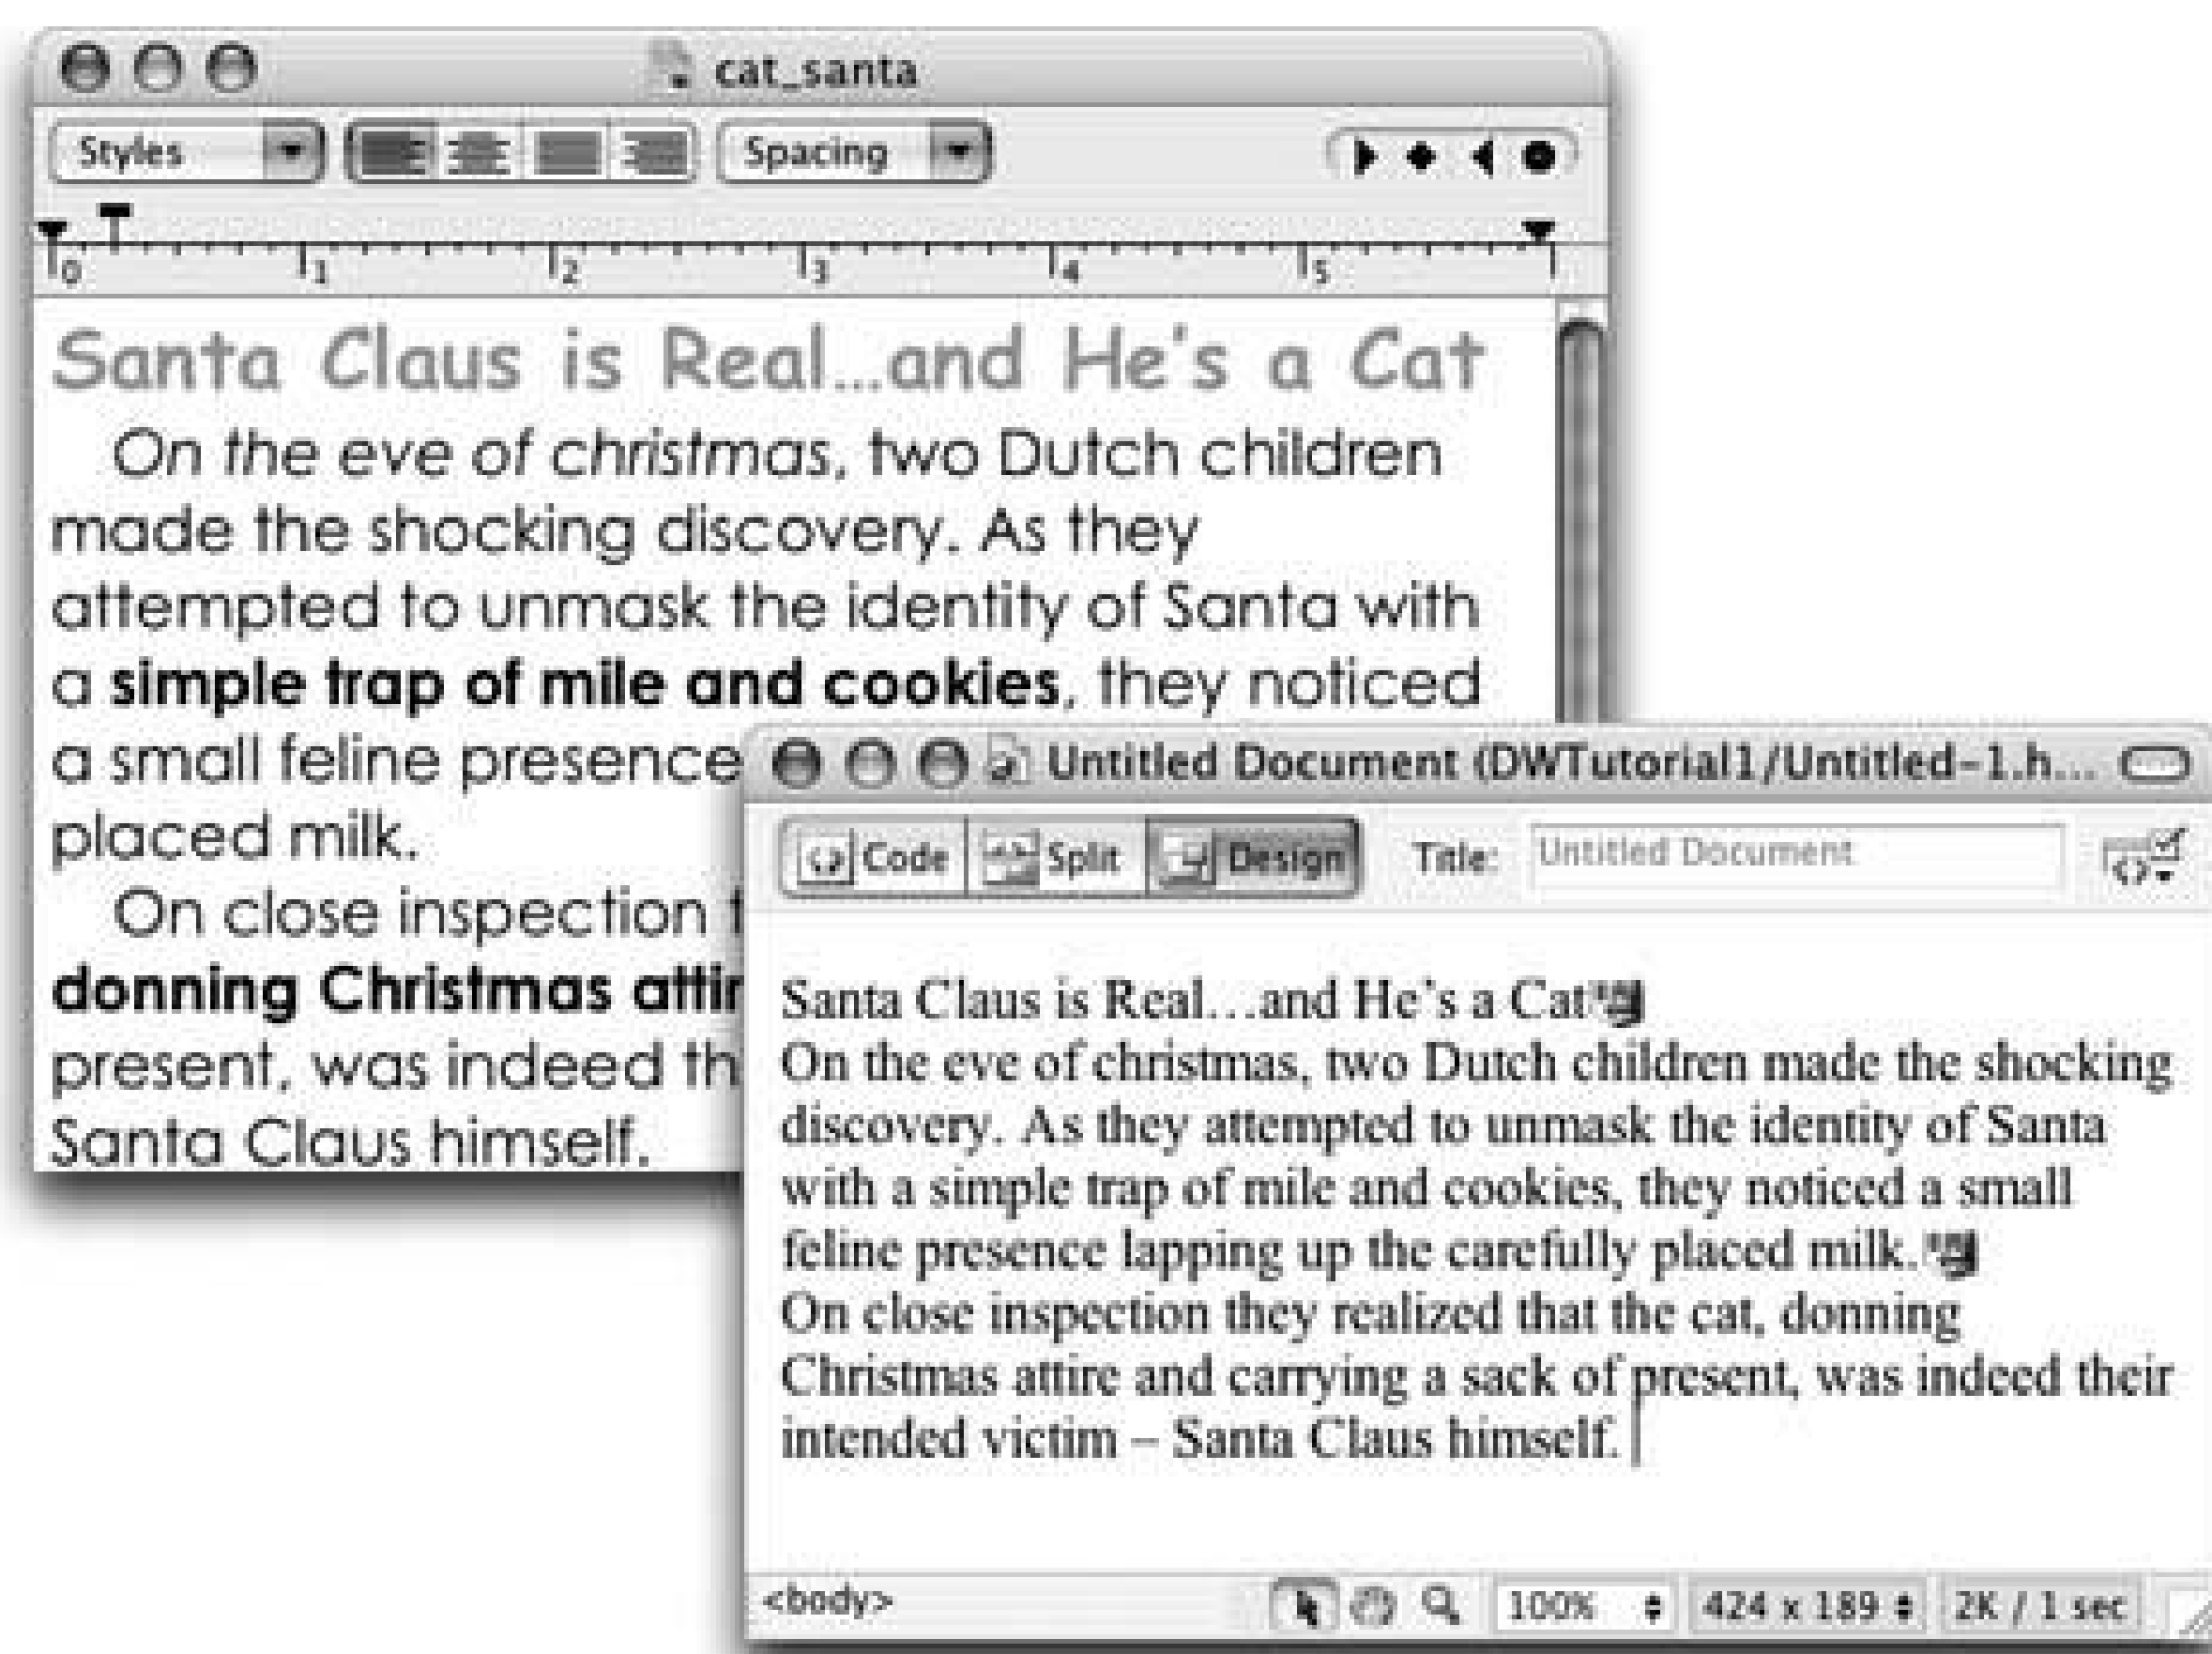 cat_santa
Styles
Spacing
0 1 2 3 4 5
Santa Claus is Real...and He's a Cat
On the eve of christmas, two Dutch children
made the shocking discovery. As they
attempted to unmask the identity of Santa with
a simple trap of mile and cookies, they noticed
a small feline presence
placed milk.
On close inspection
donning Christmas
present, was indeed
Santa Claus himself.
Untitled Document (DWTutorial1/Untitled-1.h...
Code Split Design Title: Untitled Document
Santa Claus is Real...and He's a Cat
On the eve of christmas, two Dutch children made the shocking
discovery. As they attempted to unmask the identity of Santa
with a simple trap of mile and cookies, they noticed a small
feline presence lapping up the carefully placed milk.
On close inspection they realized that the cat, donning
Christmas attire and carrying a sack of present, was indeed their
intended victim – Santa Claus himself.
<body> 100% 424 x 189 2K / 1 sec